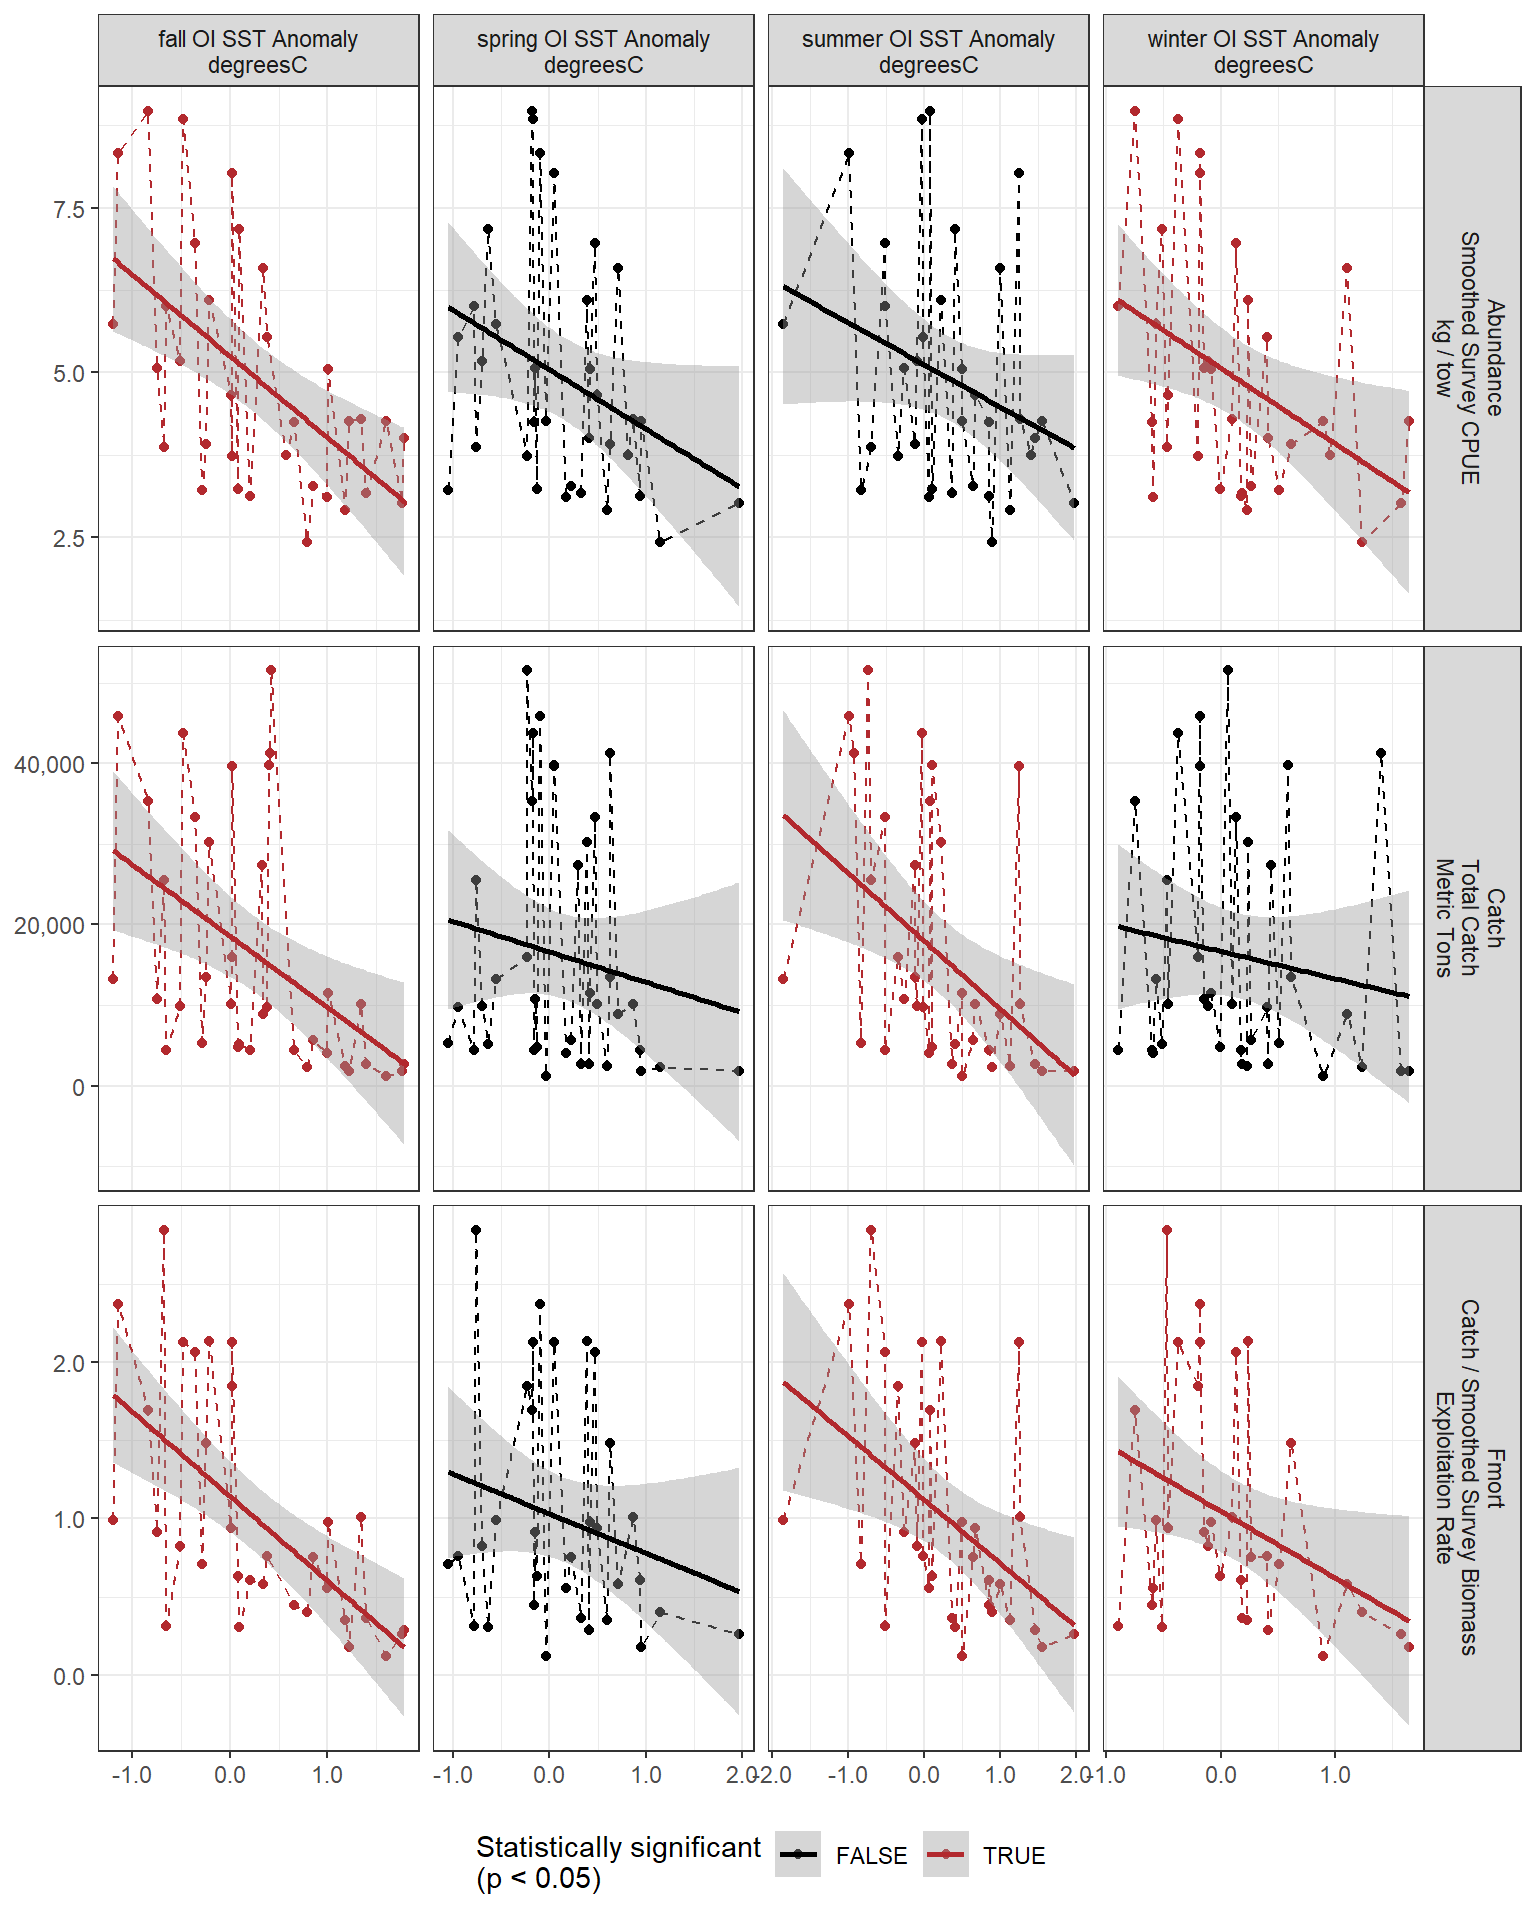 fall OI SST Anomaly
degreesC
spring OI SST Anomaly
degreesC
summer OI SST Anomaly
degreesC
winter OI SST Anomaly
degreesC
7.5
5.0
2.5
Abundance
Smoothed Survey CPUE
kg / tow
40,000
20,000
0
Catch
Total Catch
Metric Tons
2.0
1.0
0.0
Fmort
Catch / Smoothed Survey Biomass
Exploitation Rate
-1.0 0.0 1.0
-1.0 0.0 1.0 2.0
-2.0 -1.0 0.0 1.0 2.0
-1.0 0.0 1.0
Statistically significant
(p < 0.05)
FALSE
TRUE